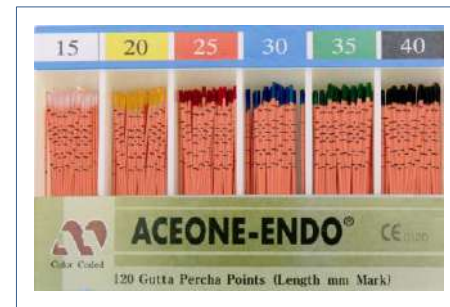 15 20 25 30 35 40
ACEONE-ENDO®
CE
Color Coded
120 Gutta Percha Points (Length mm Mark)